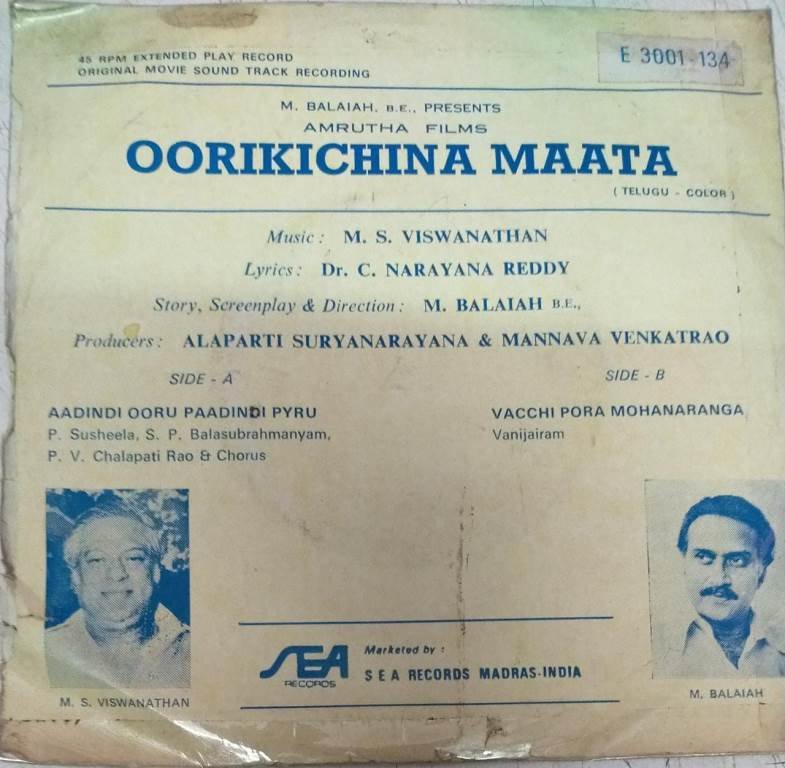 45 RPM EXTENDED PLAY RECORD
ORIGINAL MOVIE SOUND TRACK RECORDING
E 3001-134
M. BALAIAH, B.E., PRESENTS
AMRUTHA FILMS
OORIKICHINA MAATA
( TELUGU - COLOR )
Music : M. S. VISWANATHAN
Lyrics : Dr. C. NARAYANA REDDY
Story, Screenplay & Direction : M. BALAIAH B.E.,
Producers : ALAPARTI SURYANARAYANA & MANNAVA VENKATRAO
SIDE - A
AADINDI OORU PAADINDI PYRU
P. Susheela, S. P. Balasubrahmanyam,
P. V. Chalapati Rao & Chorus
SIDE - B
VACCHI PORA MOHANARANGA
Vanijairam
SEA
RECORDS
Marketed by :
S E A RECORDS MADRAS-INDIA
M. S. VISWANATHAN
M. BALAIAH